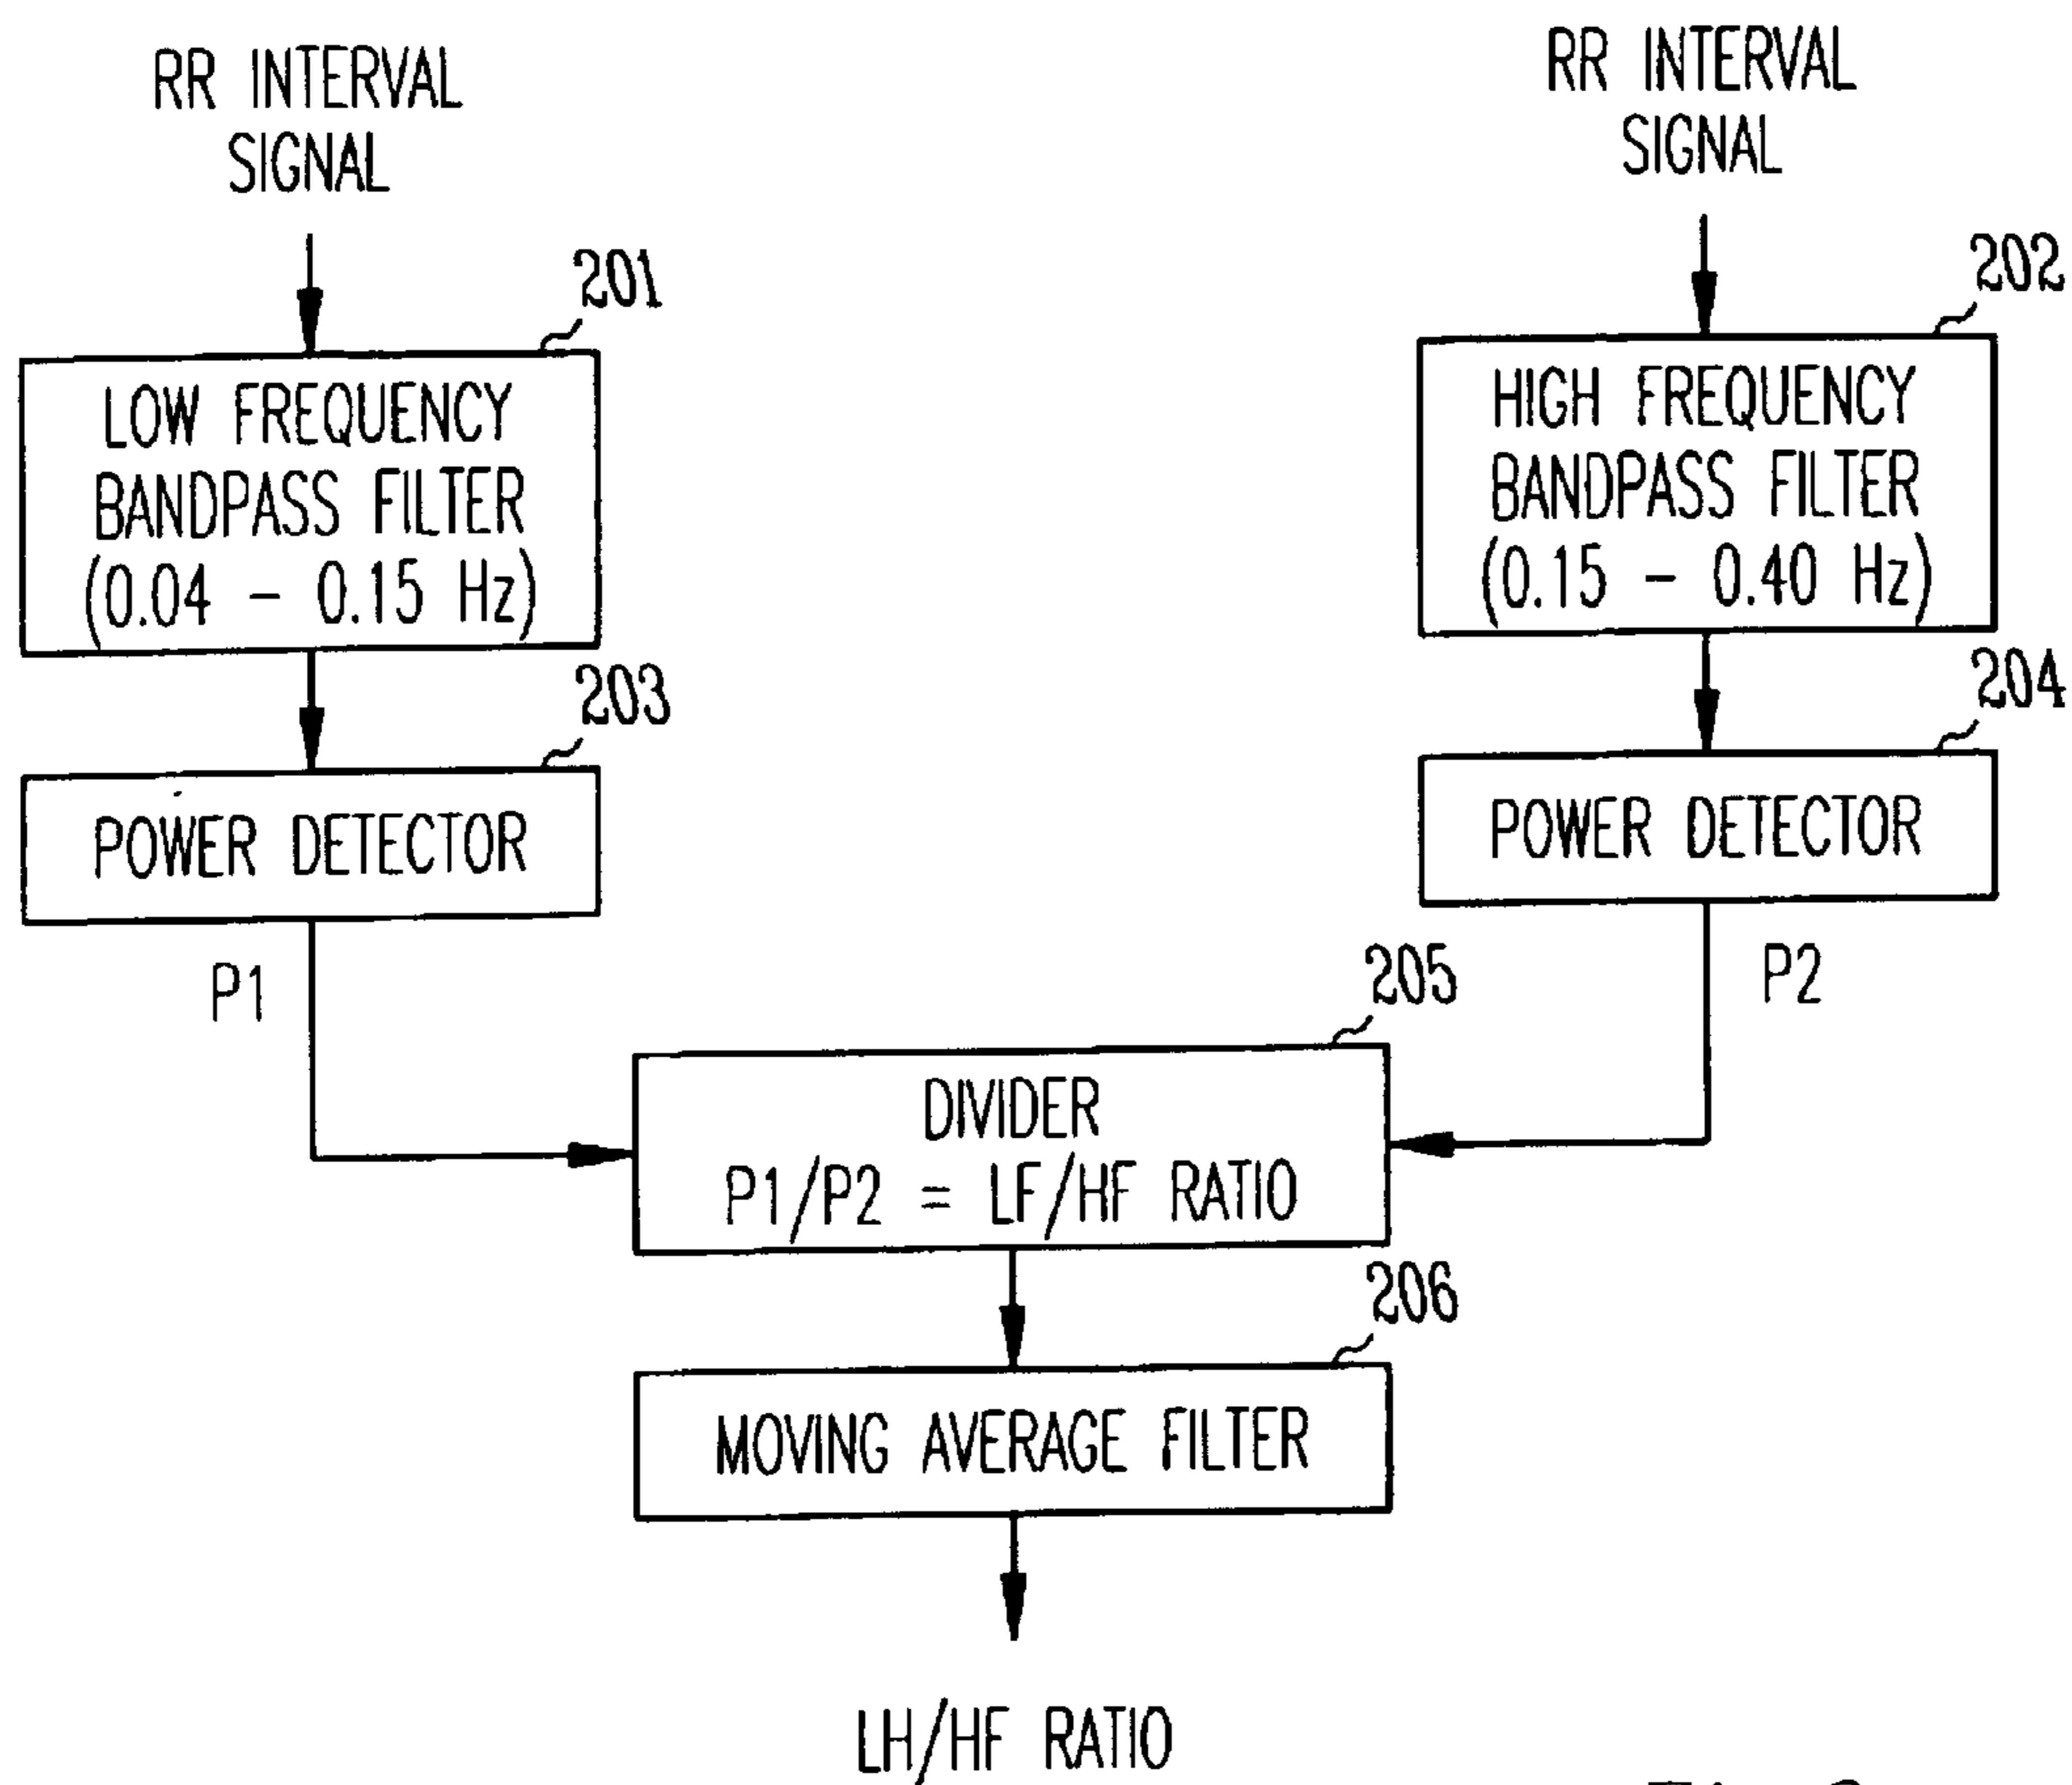 RR INTERVAL
SIGNAL
RR INTERVAL
SIGNAL
201
LOW FREQUENCY
BANDPASS FILTER
(0.04 - 0.15 Hz)
202
HIGH FREQUENCY
BANDPASS FILTER
(0.15 - 0.40 Hz)
203
POWER DETECTOR
204
POWER DETECTOR
P1
P2
205
DIVIDER
P1/P2 = LF/HF RATIO
206
MOVING AVERAGE FILTER
LH/HF RATIO